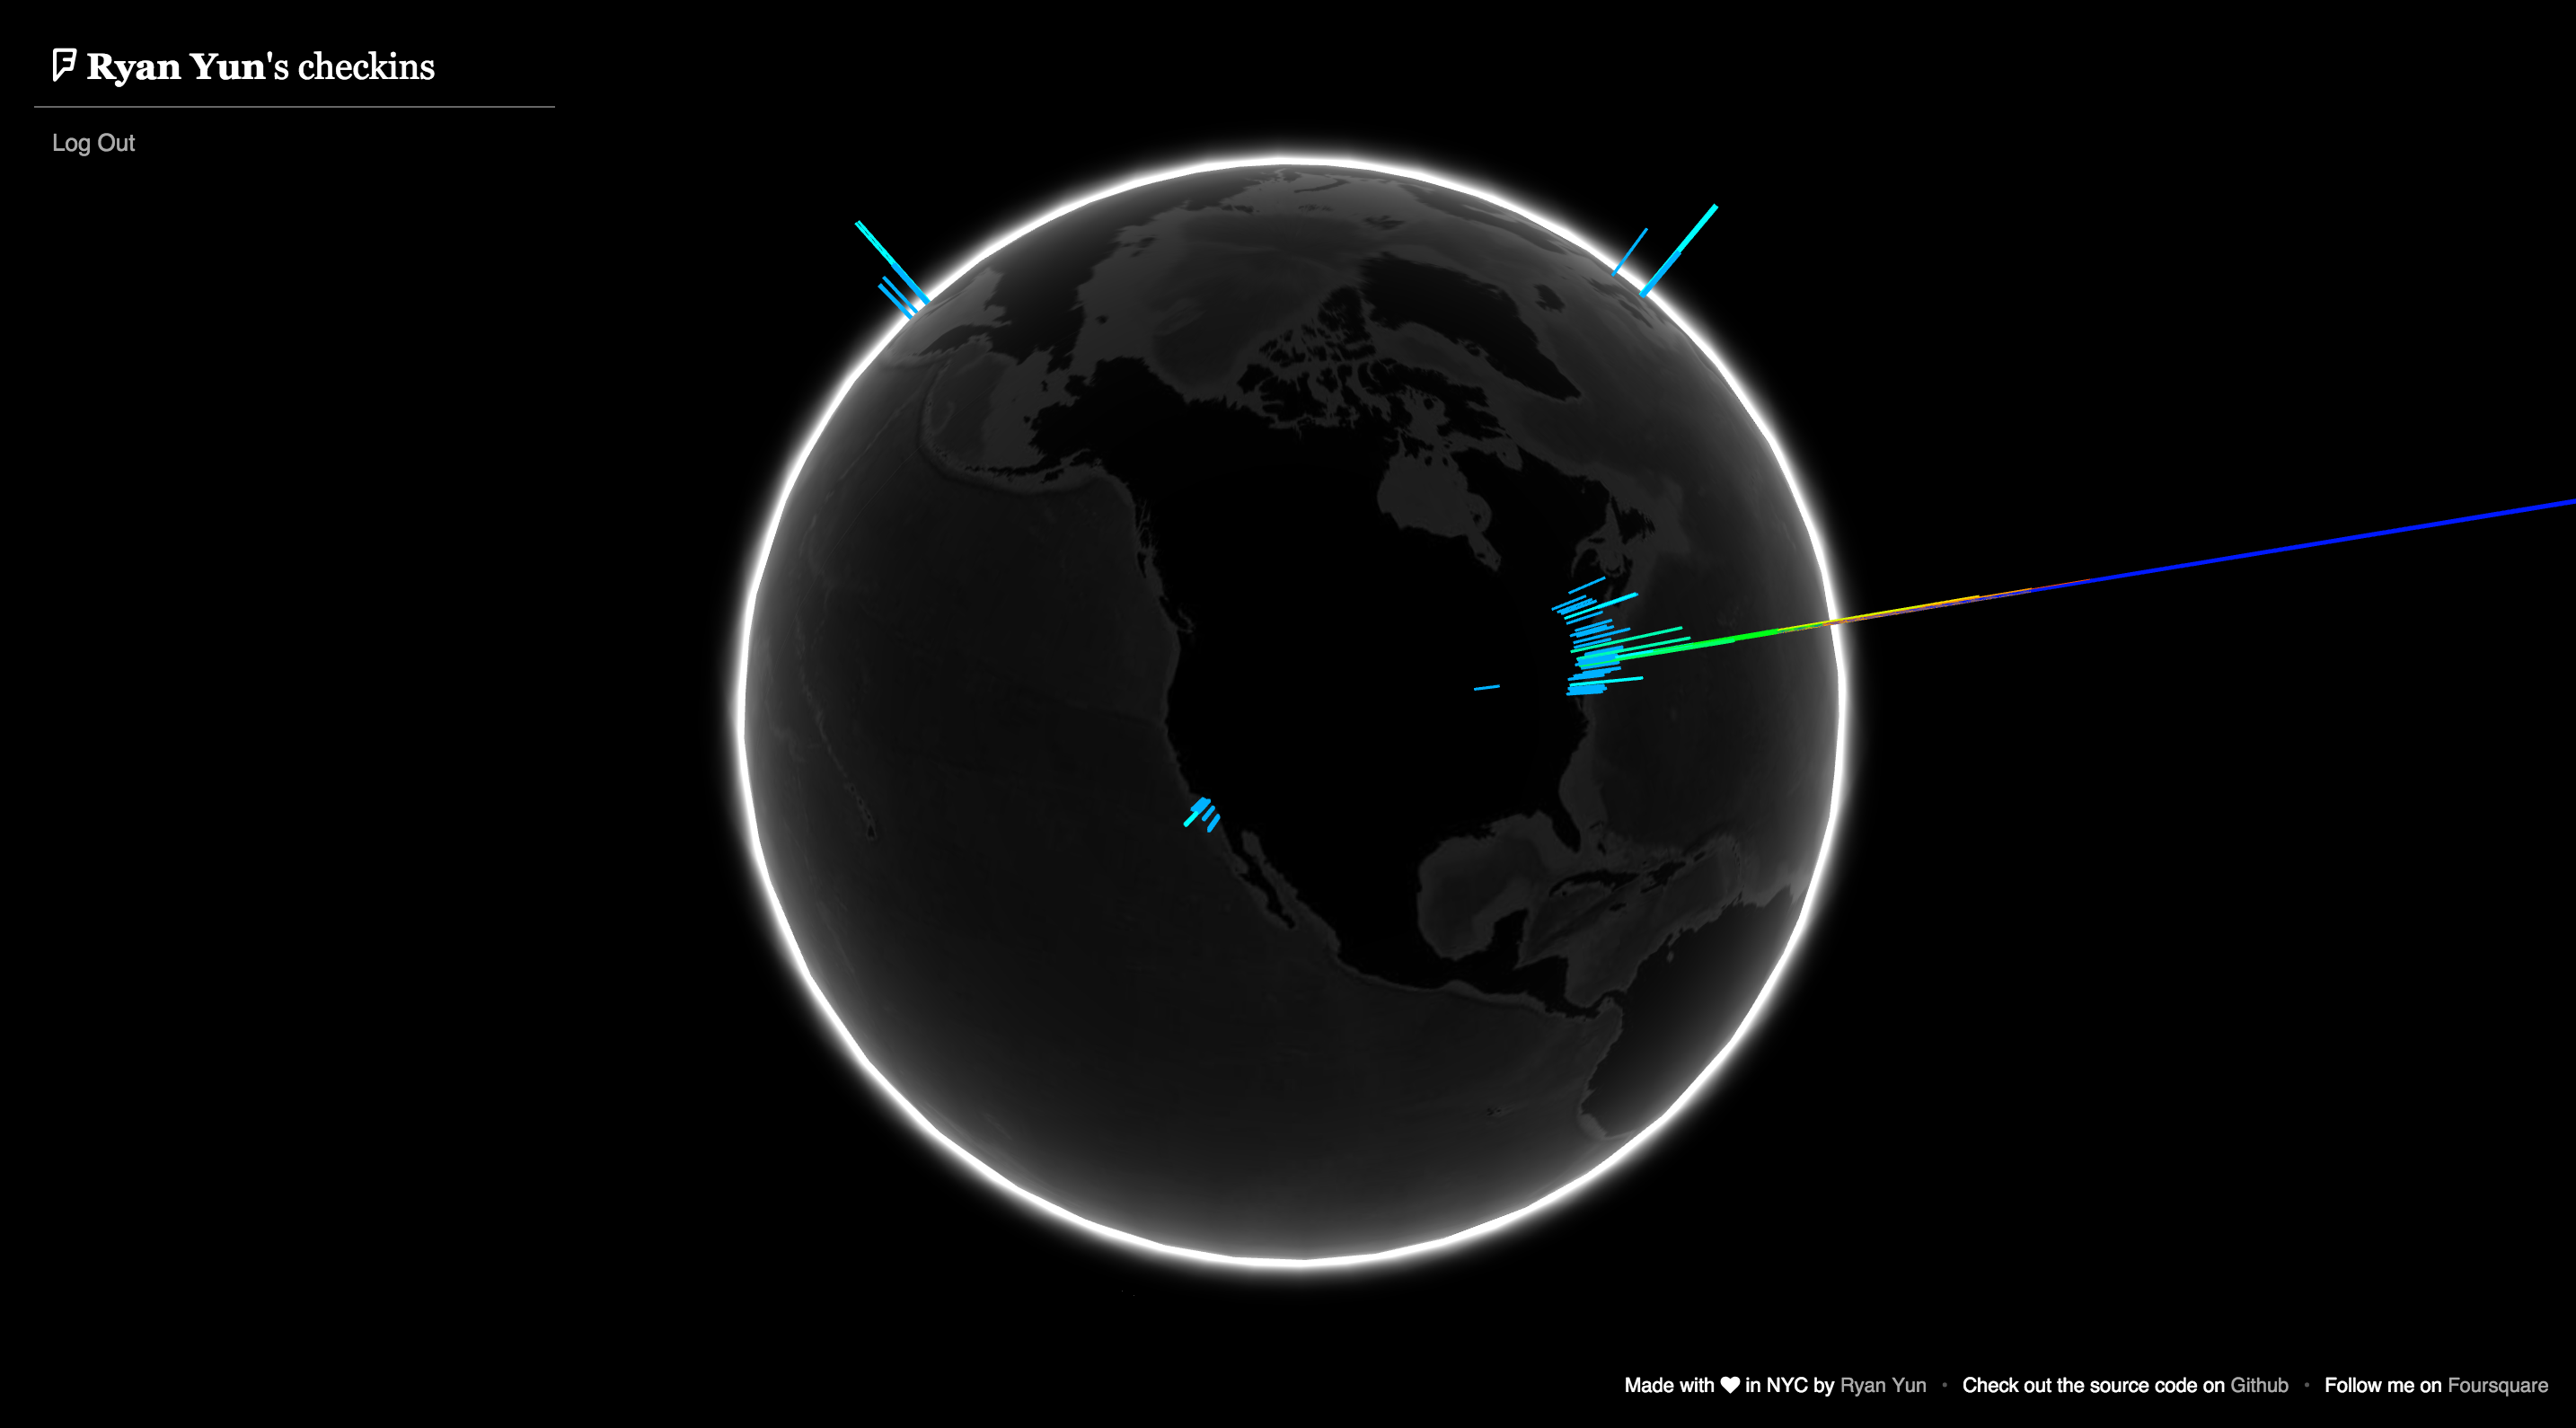 Ryan Yun's checkins
Log Out
Made with ♥ in NYC by Ryan Yun • Check out the source code on Github • Follow me on Foursquare